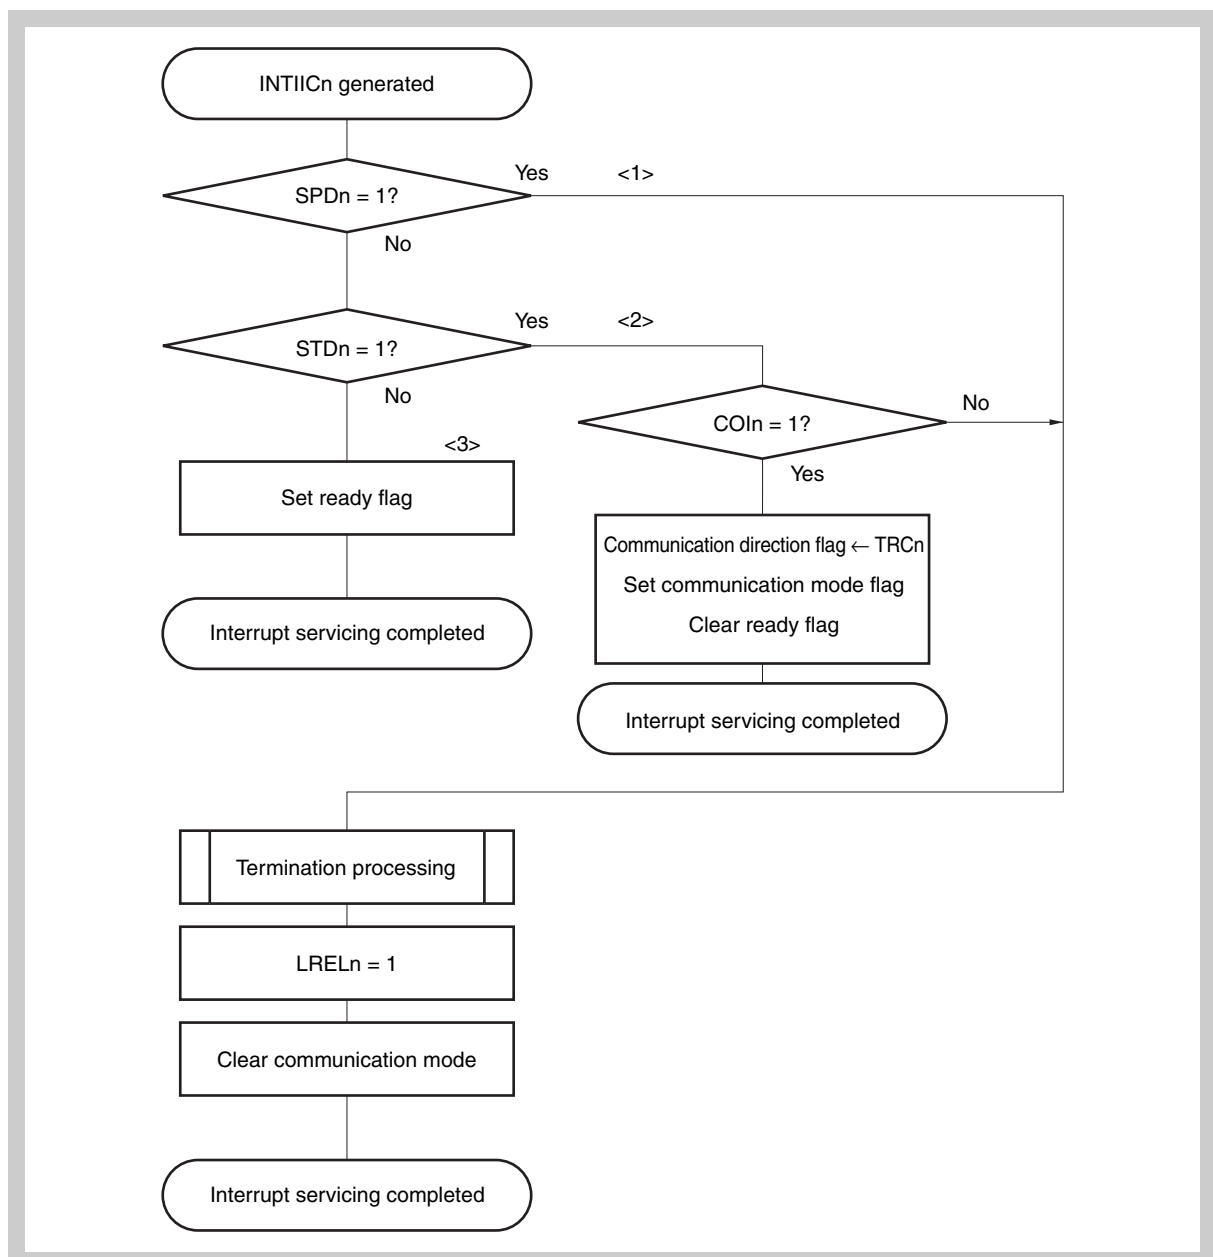 INTIICn generated
Yes <1>
SPDn = 1?
No
Yes <2>
STDn = 1?
No
COIn = 1?
No
Yes
<3>
Set ready flag
Communication direction flag ← TRCn
Set communication mode flag
Clear ready flag
Interrupt servicing completed
Interrupt servicing completed
Termination processing
LRELn = 1
Clear communication mode
Interrupt servicing completed